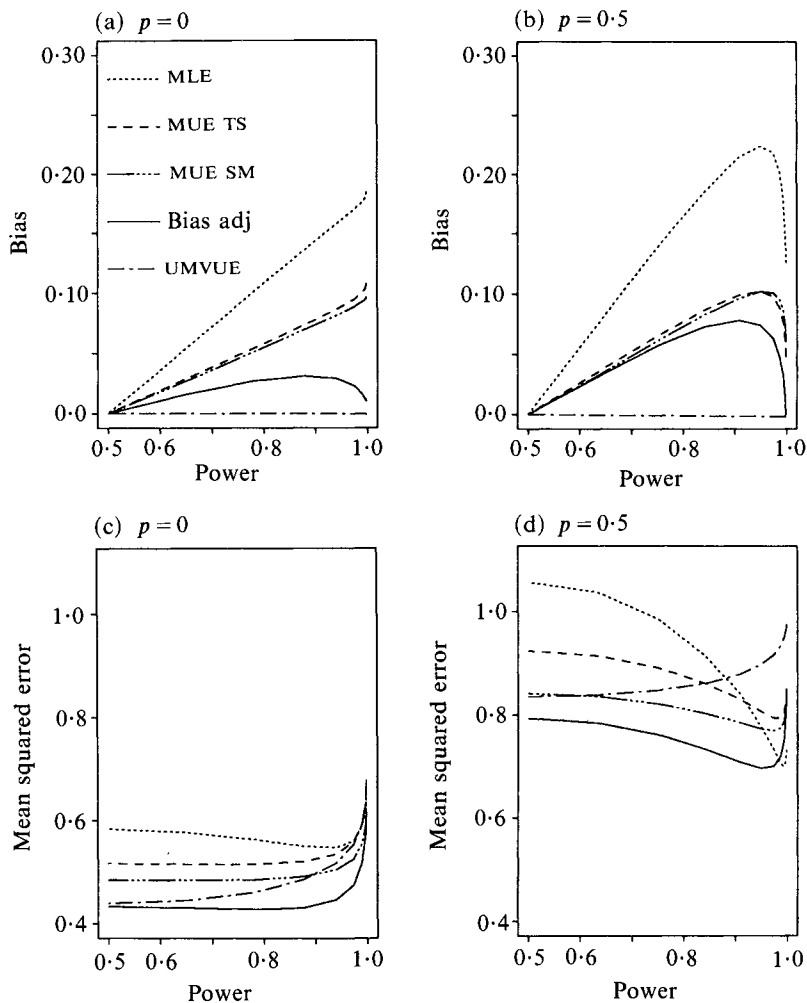 (a) p = 0
0·30
0·20
0·10
0·0
Bias
MLE
MUE TS
MUE SM
Bias adj
UMVUE
0·5 0·6 0·8 1·0
Power
(b) p = 0·5
0·30
0·20
0·10
0·0
Bias
0·5 0·6 0·8 1·0
Power
(c) p = 0
1·0
0·8
0·6
0·4
Mean squared error
0·5 0·6 0·8 1·0
Power
(d) p = 0·5
1·0
0·8
0·6
0·4
Mean squared error
0·5 0·6 0·8 1·0
Power